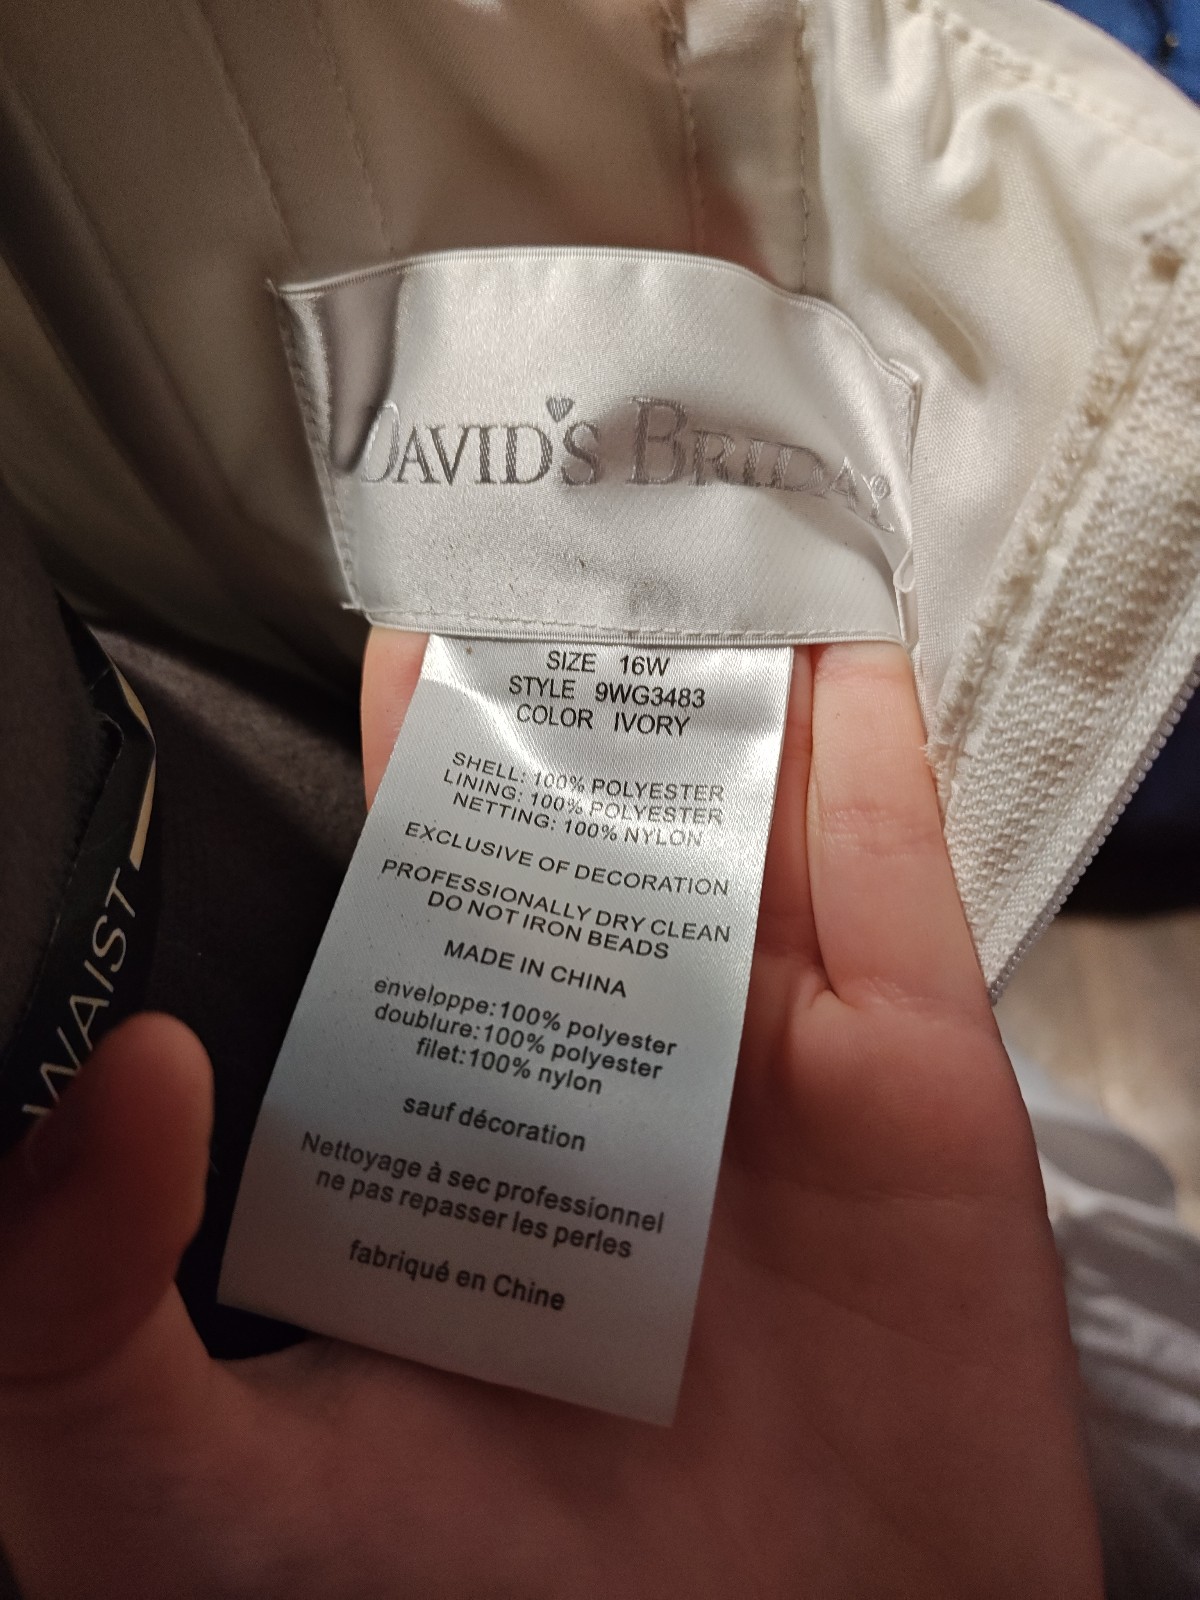 DAVID'S BRIDAL®
SIZE 16W
STYLE 9WG3483
COLOR IVORY
SHELL: 100% POLYESTER
LINING: 100% POLYESTER
NETTING: 100% NYLON
EXCLUSIVE OF DECORATION
PROFESSIONALLY DRY CLEAN
DO NOT IRON BEADS
MADE IN CHINA
enveloppe:100% polyester
doublure:100% polyester
filet:100% nylon
sauf décoration
Nettoyage à sec professionnel
ne pas repasser les perles
fabriqué en Chine
WAIST